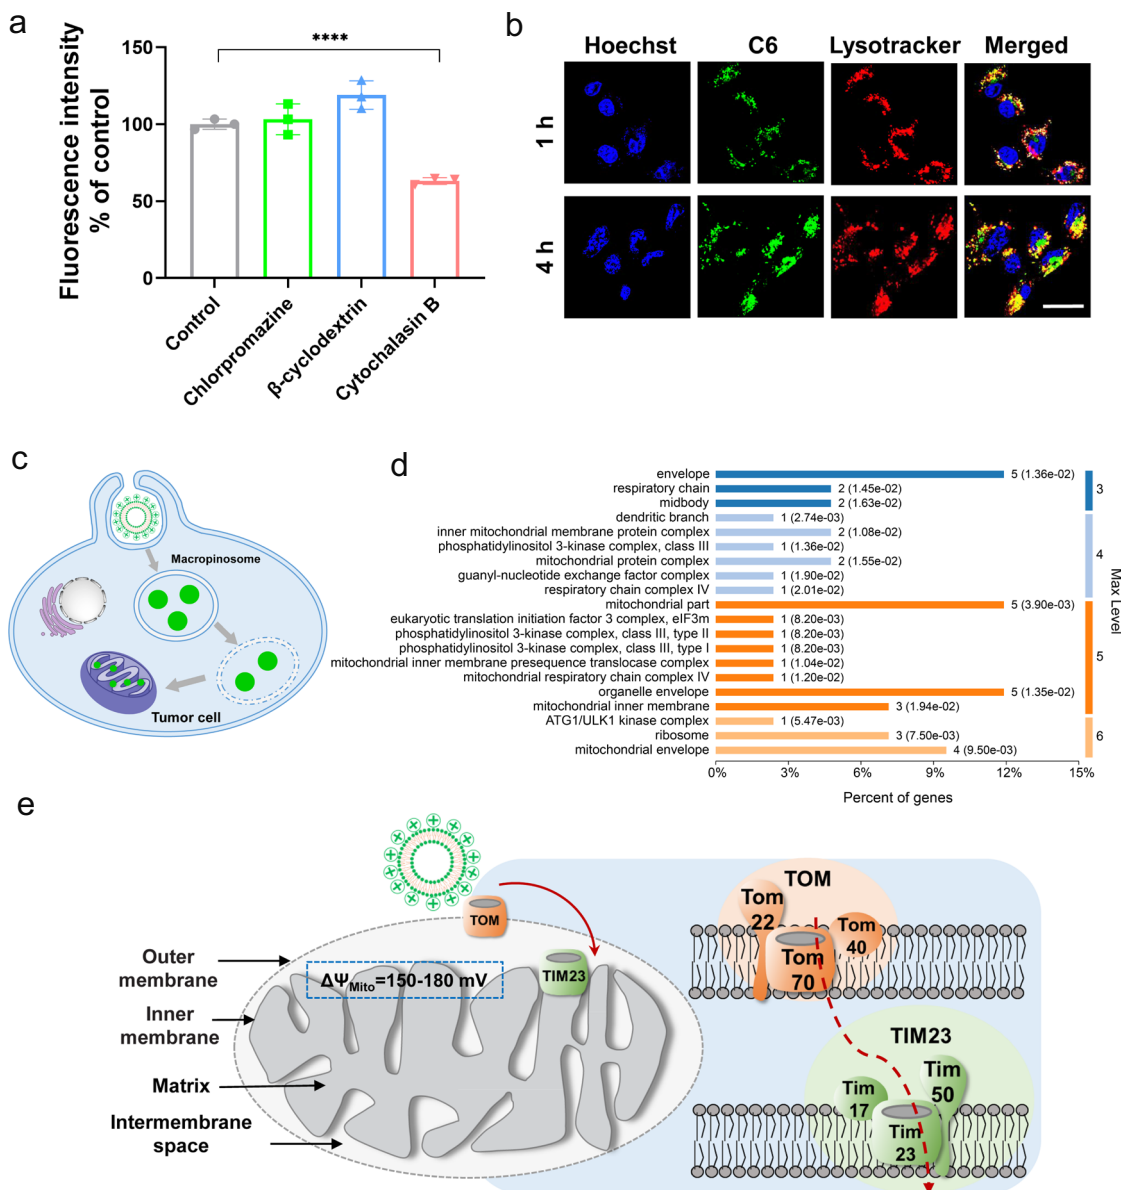 a
Fluorescence intensity
% of control
150
100
50
0
****
Control
Chlorpromazine
β-cyclodextrin
Cytochalasin B
b
Hoechst
C6
Lysotracker
Merged
1 h
4 h
c
Macropinosome
Tumor cell
d
envelope 5 (1.36e-02)
respiratory chain 2 (1.45e-02)
midbody 2 (1.63e-02)
dendritic branch 1 (2.74e-03)
inner mitochondrial membrane protein complex 2 (1.08e-02)
phosphatidylinositol 3-kinase complex, class III 1 (1.36e-02)
mitochondrial protein complex 2 (1.55e-02)
guanyl-nucleotide exchange factor complex 1 (1.90e-02)
respiratory chain complex IV 1 (2.01e-02)
mitochondrial part 5 (3.90e-03)
eukaryotic translation initiation factor 3 complex, eIF3m 1 (8.20e-03)
phosphatidylinositol 3-kinase complex, class III, type II 1 (8.20e-03)
phosphatidylinositol 3-kinase complex, class III, type I 1 (8.20e-03)
mitochondrial inner membrane presequence translocase complex 1 (1.04e-02)
mitochondrial respiratory chain complex IV 1 (1.20e-02)
organelle envelope 5 (1.35e-02)
mitochondrial inner membrane 3 (1.94e-02)
ATG1/ULK1 kinase complex 1 (5.47e-03)
ribosome 3 (7.50e-03)
mitochondrial envelope 4 (9.50e-03)
3
4
5
6
Max Level
0% 3% 6% 9% 12% 15%
Percent of genes
e
TOM
TIM23
ΔΨMito=150-180 mV
Outer
membrane
Inner
membrane
Matrix
Intermembrane
space
TOM
Tom
22
Tom
40
Tom
70
TIM23
Tim
17
Tim
50
Tim
23